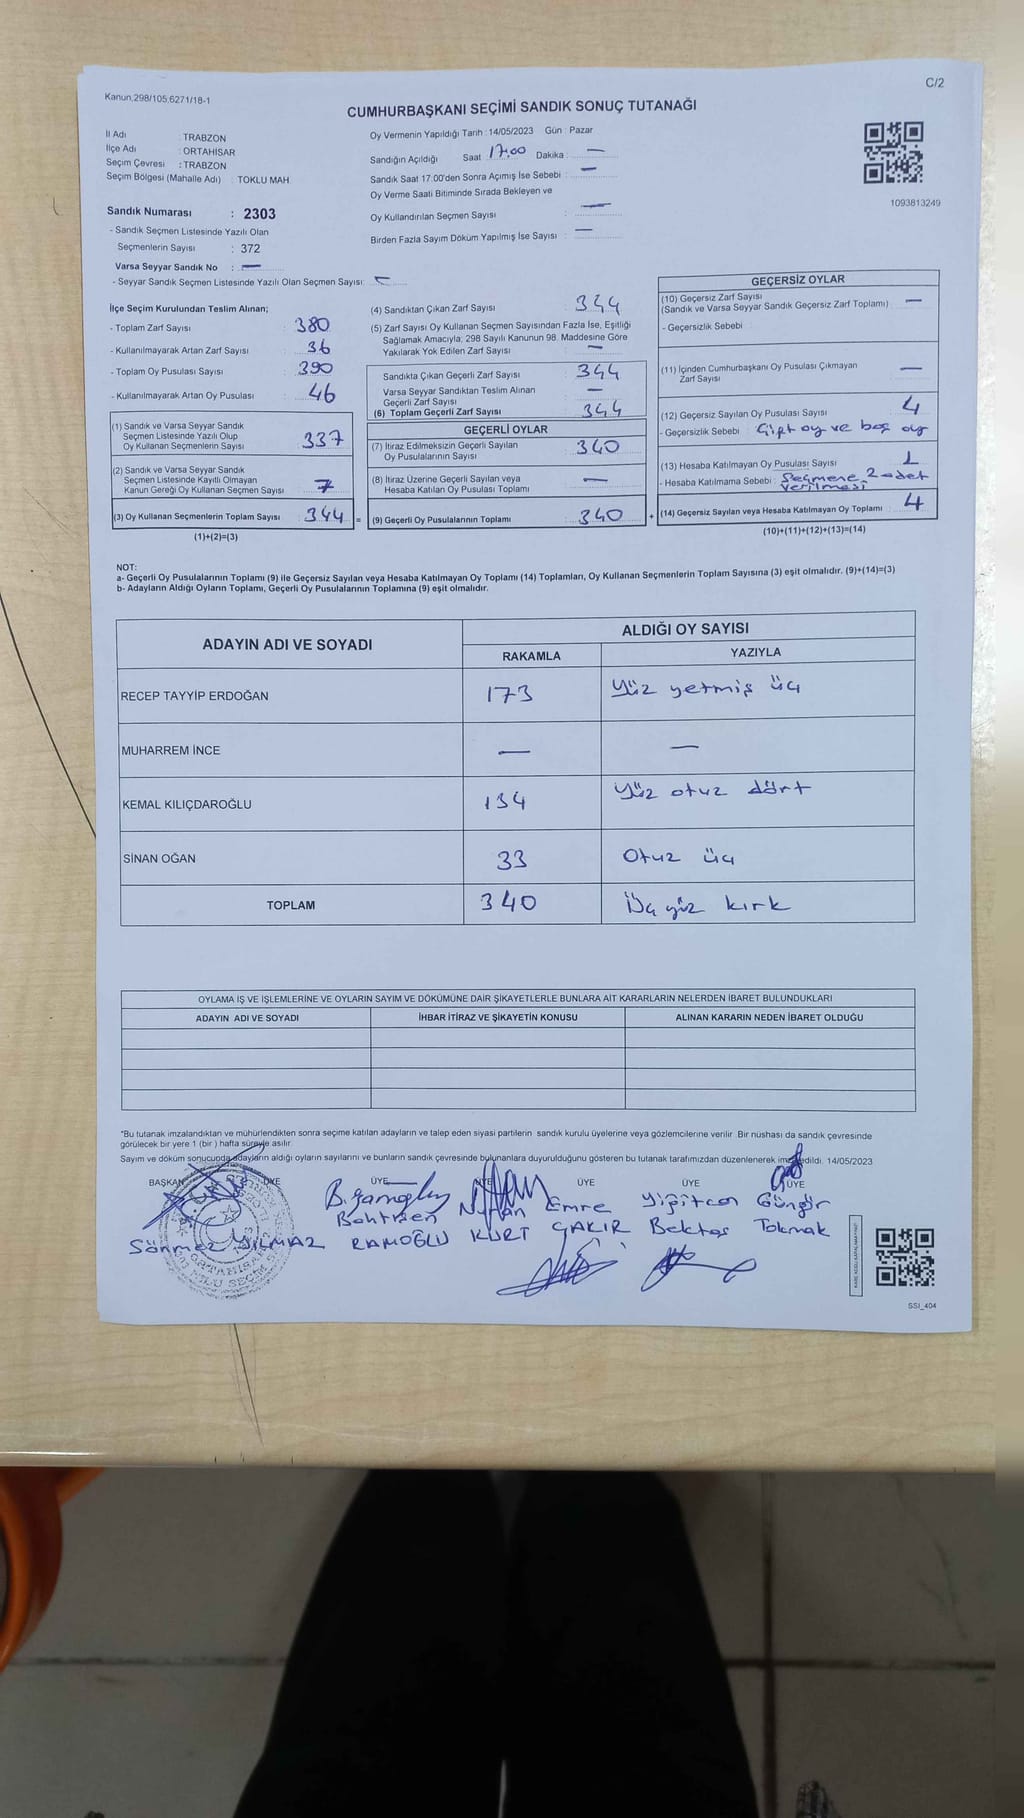 Kanun,298/105,6271/18-1
C/2
CUMHURBAŞKANI SEÇİMİ SANDIK SONUÇ TUTANAĞI
İl Adı : TRABZON
İlçe Adı : ORTAHİSAR
Seçim Çevresi : TRABZON
Seçim Bölgesi (Mahalle Adı) : TOKLU MAH.
Sandık Numarası : 2303
- Sandık Seçmen Listesinde Yazılı Olan
Seçmenlerin Sayısı : 372
Varsa Seyyar Sandık No : —
- Seyyar Sandık Seçmen Listesinde Yazılı Olan Seçmen Sayısı:
Oy Vermenin Yapıldığı Tarih : 14/05/2023 Gün : Pazar
Sandığın Açıldığı Saat 17:00 Dakika : —
Sandık Saat 17:00'den Sonra Açımış İse Sebebi : —
Oy Verme Saati Bitiminde Sırada Bekleyen ve
Oy Kullandırılan Seçmen Sayısı : —
Birden Fazla Sayım Döküm Yapılmış İse Sayısı : —
1093813249
İlçe Seçim Kurulundan Teslim Alınan;
- Toplam Zarf Sayısı : 380
- Kullanılmayarak Artan Zarf Sayısı : 36
- Toplam Oy Pusulası Sayısı : 390
- Kullanılmayarak Artan Oy Pusulası : 46
(1) Sandık ve Varsa Seyyar Sandık
Seçmen Listesinde Yazılı Olup
Oy Kullanan Seçmenlerin Sayısı 337
(2) Sandık ve Varsa Seyyar Sandık
Seçmen Listesinde Kayıtlı Olmayan
Kanun Gereği Oy Kullanan Seçmen Sayısı 7
(3) Oy Kullanan Seçmenlerin Toplam Sayısı 344 =
(1)+(2)=(3)
(4) Sandıktan Çıkan Zarf Sayısı : 344
(5) Zarf Sayısı Oy Kullanan Seçmen Sayısından Fazla İse, Eşitliği
Sağlamak Amacıyla, 298 Sayılı Kanunun 98. Maddesine Göre
Yakılarak Yok Edilen Zarf Sayısı : —
Sandıkta Çıkan Geçerli Zarf Sayısı : 344
Varsa Seyyar Sandıktan Teslim Alınan
Geçerli Zarf Sayısı : —
(6) Toplam Geçerli Zarf Sayısı : 344
GEÇERLİ OYLAR
(7) İtiraz Edilmeksizin Geçerli Sayılan
Oy Pusulalarının Sayısı : 340
(8) İtiraz Üzerine Geçerli Sayılan veya
Hesaba Katılan Oy Pusulası Toplamı : —
(9) Geçerli Oy Pusulalarının Toplamı : 340 +
GEÇERSİZ OYLAR
(10) Geçersiz Zarf Sayısı
(Sandık ve Varsa Seyyar Sandık Geçersiz Zarf Toplamı) : —
- Geçersizlik Sebebi :
(11) İçinden Cumhurbaşkanı Oy Pusulası Çıkmayan
Zarf Sayısı : —
(12) Geçersiz Sayılan Oy Pusulası Sayısı : 4
- Geçersizlik Sebebi : Çift oy ve boş oy
(13) Hesaba Katılmayan Oy Pusulası Sayısı : 1
- Hesaba Katılmama Sebebi : Seçmene 2 adet
verilmesi
(14) Geçersiz Sayılan veya Hesaba Katılmayan Oy Toplamı : 4
(10)+(11)+(12)+(13)=(14)
NOT:
a- Geçerli Oy Pusulalarının Toplamı (9) ile Geçersiz Sayılan veya Hesaba Katılmayan Oy Toplamı (14) Toplamları, Oy Kullanan Seçmenlerin Toplam Sayısına (3) eşit olmalıdır. (9)+(14)=(3)
b- Adayların Aldığı Oyların Toplamı, Geçerli Oy Pusulalarının Toplamına (9) eşit olmalıdır.
ADAYIN ADI VE SOYADI
ALDIĞI OY SAYISI
RAKAMLA YAZIYLA
RECEP TAYYİP ERDOĞAN 173 Yüz yetmiş üç
MUHARREM İNCE — —
KEMAL KILIÇDAROĞLU 134 Yüz otuz dört
SİNAN OĞAN 33 Otuz üç
TOPLAM 340 Üç yüz kırk
OYLAMA İŞ VE İŞLEMLERİNE VE OYLARIN SAYIM VE DÖKÜMÜNE DAİR ŞİKAYETLERLE BUNLARA AİT KARARLARIN NELERDEN İBARET BULUNDUKLARI
ADAYIN ADI VE SOYADI İHBAR İTİRAZ VE ŞİKAYETİN KONUSU ALINAN KARARIN NEDEN İBARET OLDUĞU
*Bu tutanak imzalandıktan ve mühürlendikten sonra seçime katılan adayların ve talep eden siyasi partilerin sandık kurulu üyelerine veya gözlemcilerine verilir. Bir nüshası da sandık çevresinde
görülecek bir yere 1 (bir) hafta süreyle asılır.
Sayım ve döküm sonucunda adayların aldığı oyların sayılarını ve bunların sandık çevresinde bulunanlara duyurulduğunu gösteren bu tutanak tarafımızdan düzenlenerek imza edildi. 14/05/2023
BAŞKAN ÜYE ÜYE ÜYE ÜYE ÜYE ÜYE
Sönmez YILMAZ
RAMOĞLU
KURT
Emre ÇAKIR
Yiğitcan Bektaş
Güngör Tokmak
SSİ_404